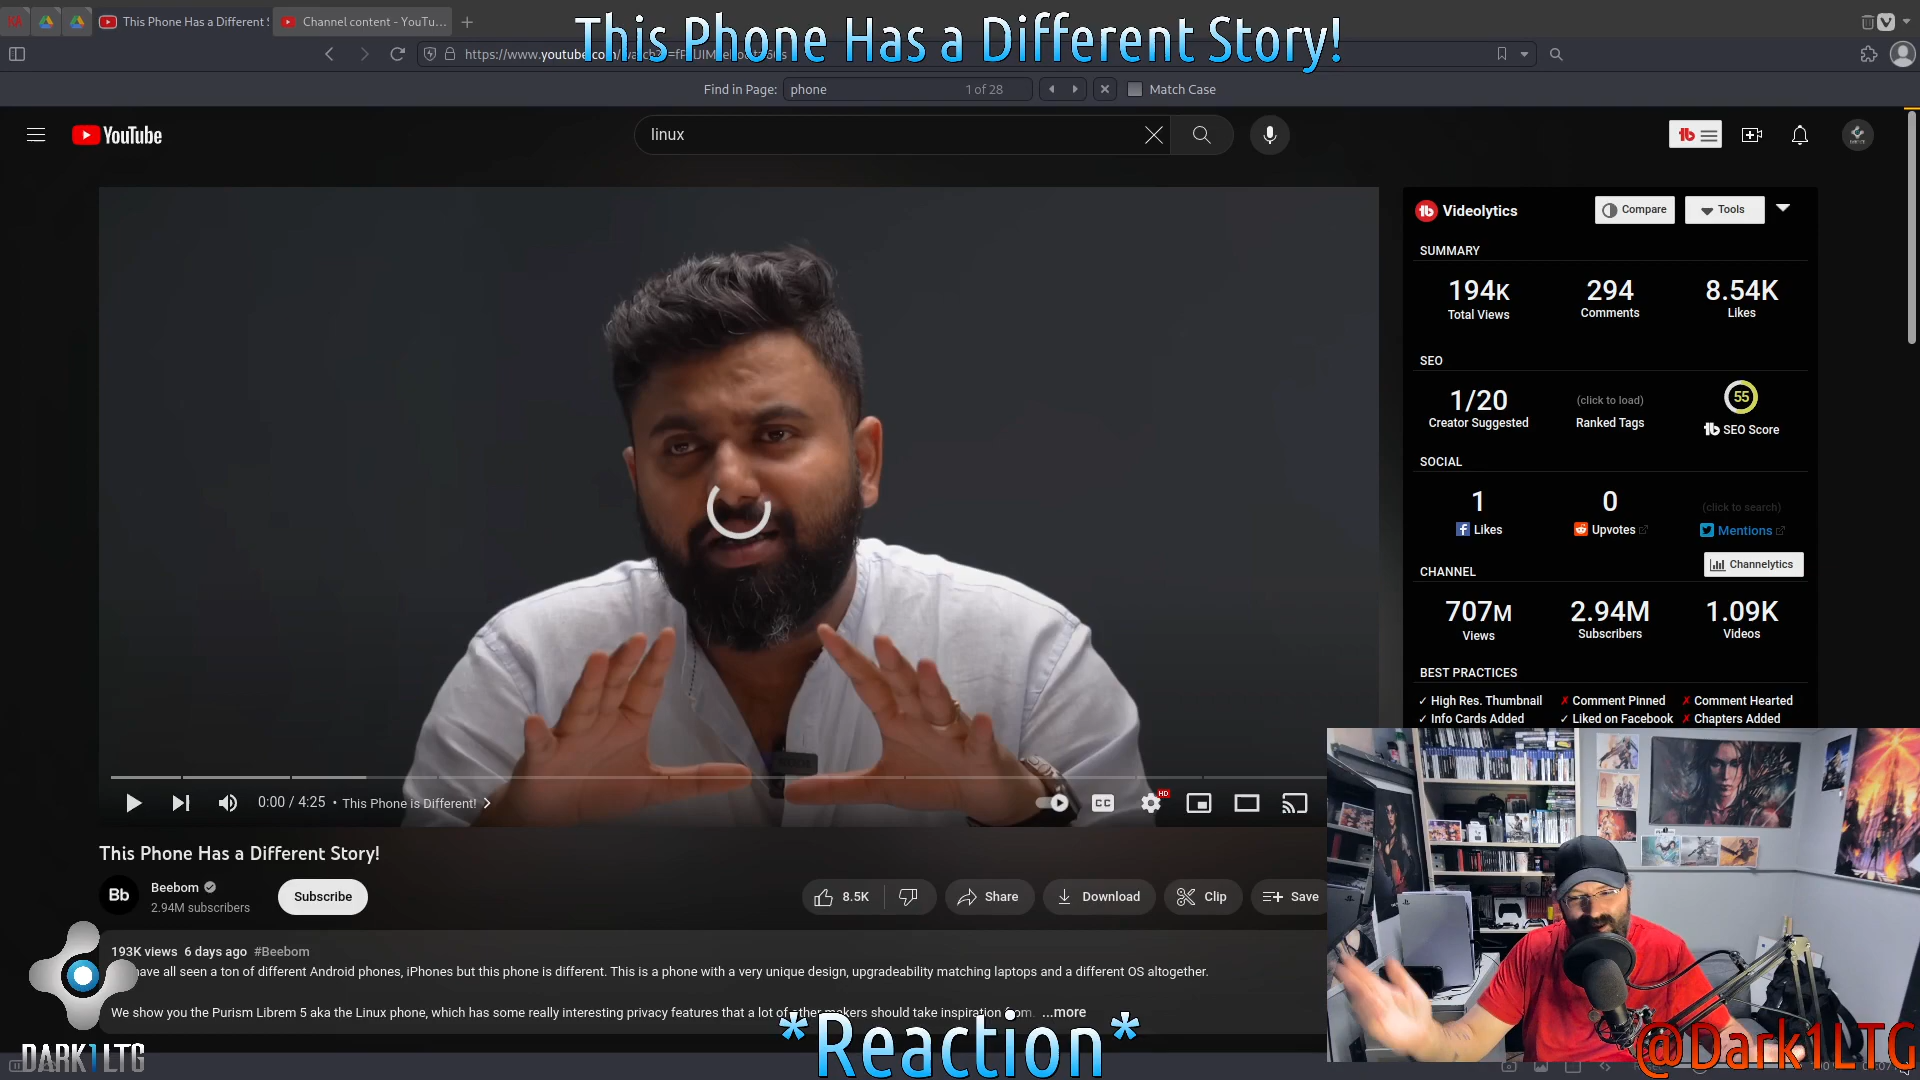 This Phone Has a Different S
Channel content - YouTu...
This Phone Has a Different Story!
https://www.youtube.com
Find in Page:
phone
1 of 28
Match Case
YouTube
linux
Videolytics
Compare
Tools
SUMMARY
194K
294
8.54K
Total Views
Comments
Likes
SEO
1/20
(click to load)
55
Creator Suggested
Ranked Tags
SEO Score
SOCIAL
1
0
(click to search)
Likes
Upvotes
Mentions
CHANNEL
Channelytics
707M
2.94M
1.09K
Views
Subscribers
Videos
BEST PRACTICES
✓ High Res. Thumbnail
✗ Comment Pinned
✗ Comment Hearted
✓ Info Cards Added
✓ Liked on Facebook
✗ Chapters Added
0:00 / 4:25 • This Phone is Different!
CC
HD
This Phone Has a Different Story!
Bb
Beebom
2.94M subscribers
Subscribe
8.5K
Share
Download
Clip
Save
193K views 6 days ago #Beebom
have all seen a ton of different Android phones, iPhones but this phone is different. This is a phone with a very unique design, upgradeability matching laptops and a different OS altogether.
We show you the Purism Librem 5 aka the Linux phone, which has some really interesting privacy features that a lot of other makers should take inspiration from. ...more
*Reaction*
DARK1LTG
@Dark1LTG